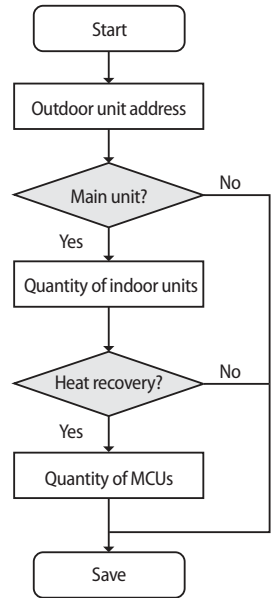 Start
Outdoor unit address
Main unit?
No
Yes
Quantity of indoor units
Heat recovery?
No
Yes
Quantity of MCUs
Save